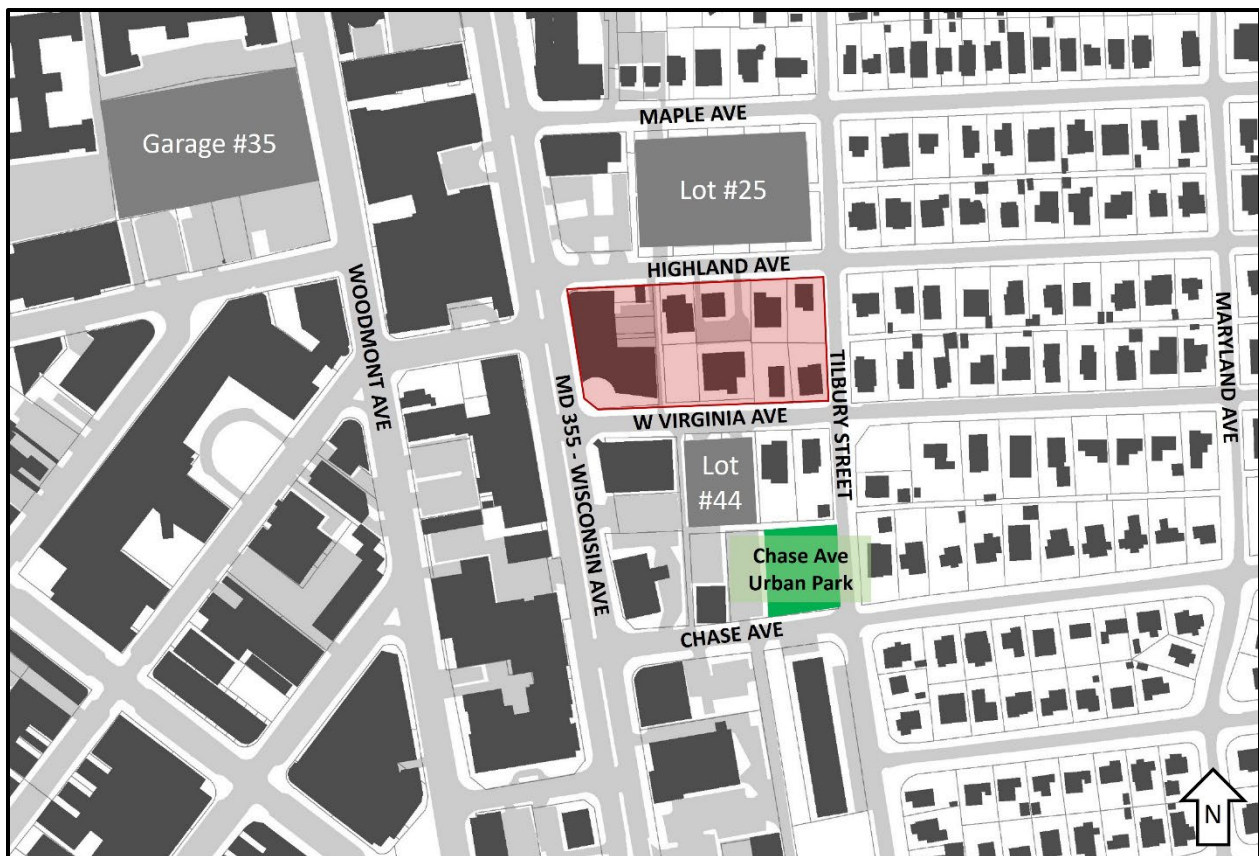 MAPLE AVE
Garage #35
Lot #25
HIGHLAND AVE
WOODMONT AVE
MARYLAND AVE
TILBURY STREET
MD 355 - WISCONSIN AVE
W VIRGINIA AVE
Lot
#44
Chase Ave
Urban Park
CHASE AVE
N